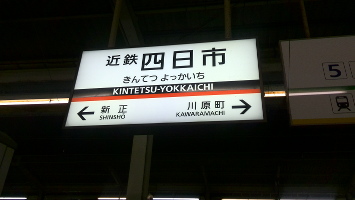 近鉄四日市
きんてつ よっかいち
KINTETSU-YOKKAICHI
新正 川原町
SHINSHO KAWARAMACHI
5